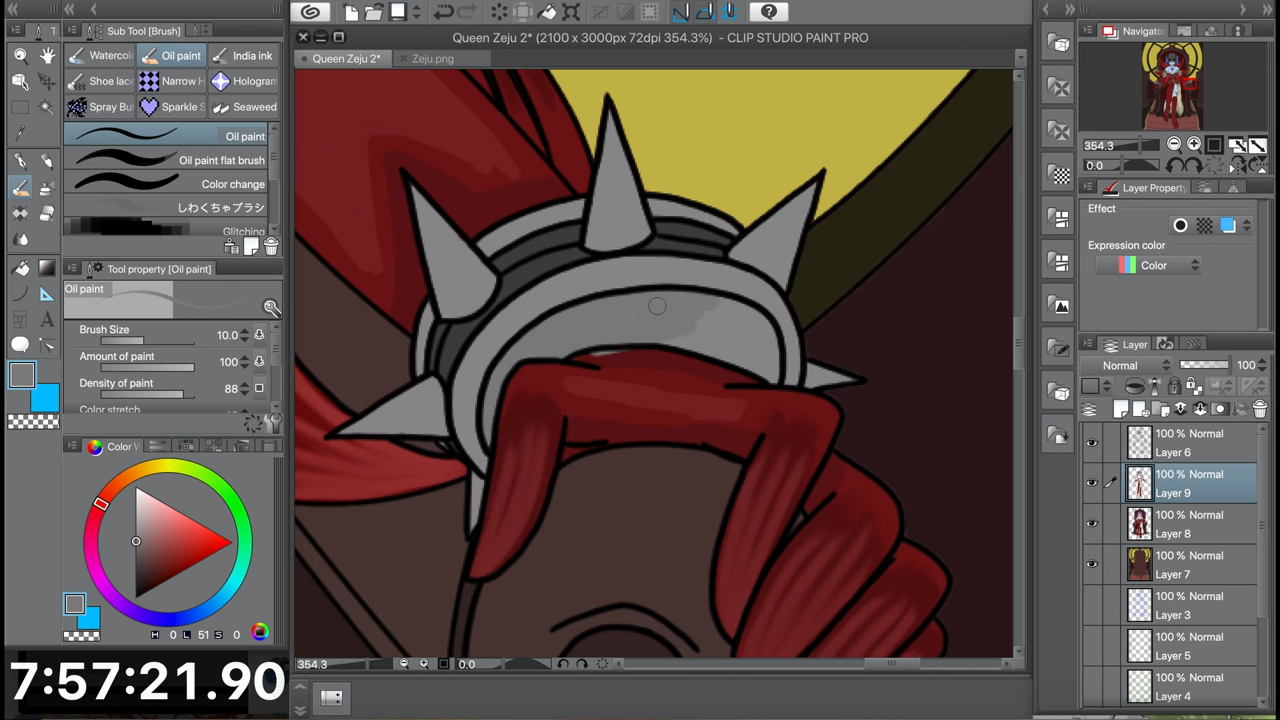 Sub Tool [Brush]
Watercol
Oil paint
India ink
Shoe lace
Narrow H
Hologram
Spray Bu
Sparkle S
Seaweed
Oil paint
Oil paint flat brush
Color change
しわくちゃブラシ
Glitching
Tool property [Oil paint]
Oil paint
Brush Size
10.0
Amount of paint
100
Density of paint
88
Color stretch
Color W
H 0 L 51 S 0
7:57:21.90
Queen Zeju 2* (2100 x 3000px 72dpi 354.3%) - CLIP STUDIO PAINT PRO
Queen Zeju 2*
Zeju.png
354.3
0.0
Navigator
354.3
0.0
Layer Property
Effect
Expression color
Color
Layer
Normal
100
100 % Normal
Layer 6
100 % Normal
Layer 9
100 % Normal
Layer 8
100 % Normal
Layer 7
100 % Normal
Layer 3
100 % Normal
Layer 5
100 % Normal
Layer 4